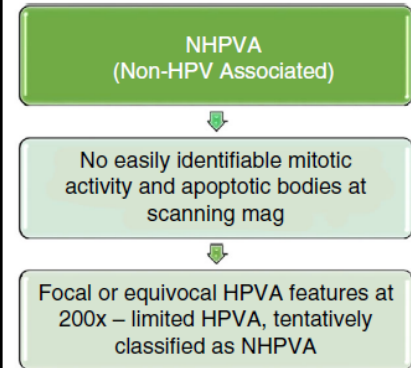 NHPVA
(Non-HPV Associated)
No easily identifiable mitotic
activity and apoptotic bodies at
scanning mag
Focal or equivocal HPVA features at
200x – limited HPVA, tentatively
classified as NHPVA